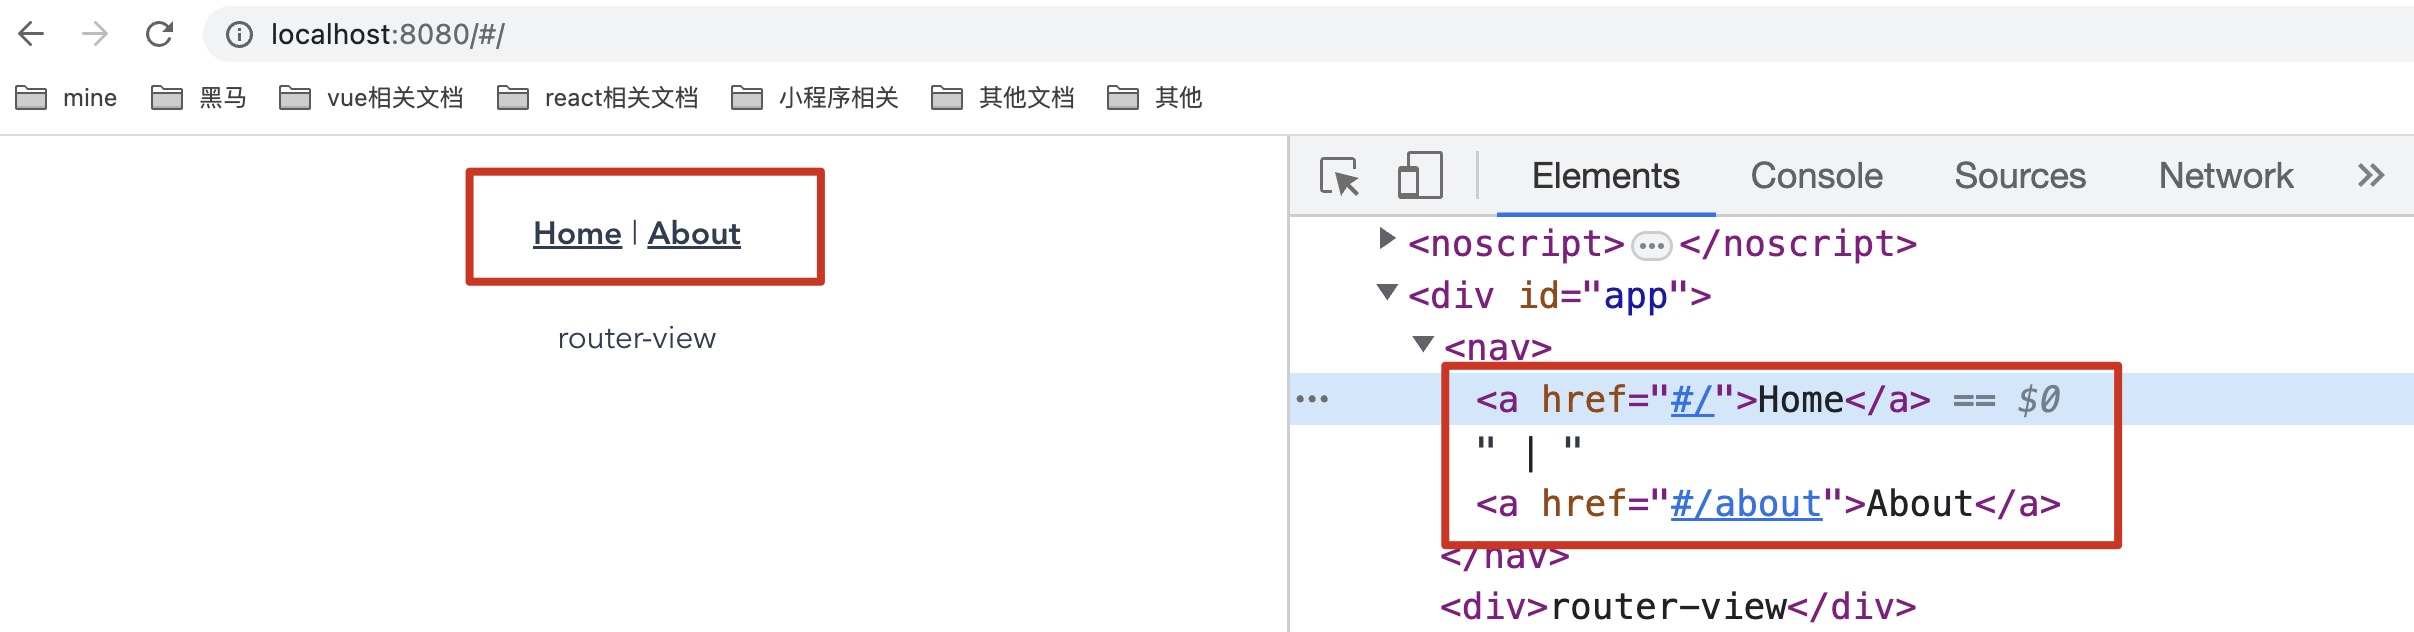 localhost:8080/#/
mine 黑马 vue相关文档 react相关文档 小程序相关 其他文档 其他
Home | About
router-view
Elements Console Sources Network »
<noscript>…</noscript>
<div id="app">
<nav>
<a href="#/">Home</a> == $0
" | "
<a href="#/about">About</a>
</nav>
<div>router-view</div>